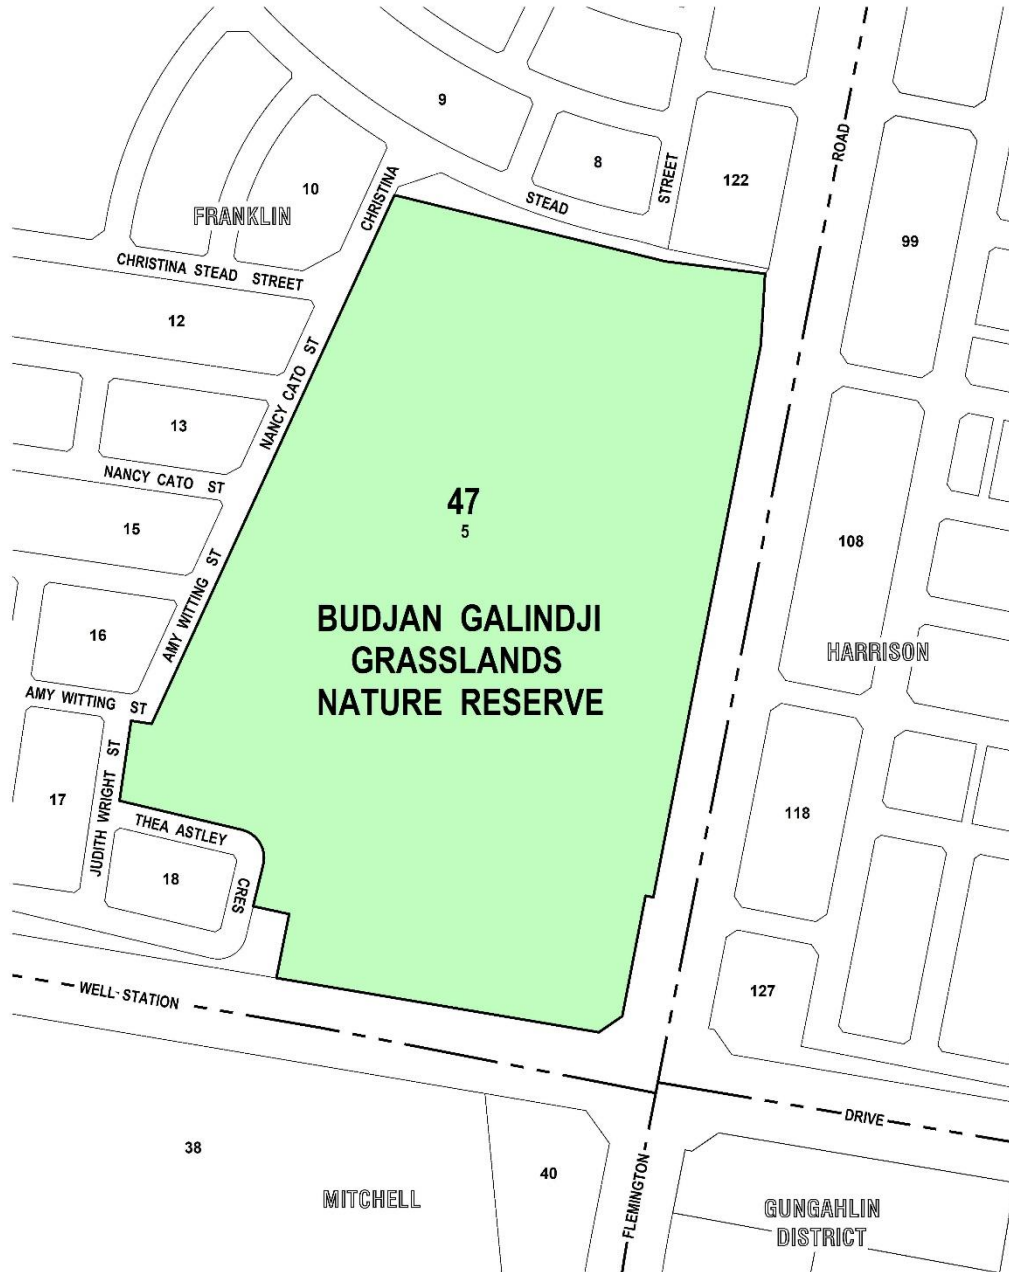 9
8
STREET
ROAD
122
10
CHRISTINA
FRANKLIN
STEAD
99
CHRISTINA STEAD STREET
12
NANCY CATO ST
13
NANCY CATO ST
47
5
15
108
AMY WITTING ST
16
BUDJAN GALINDJI
GRASSLANDS
NATURE RESERVE
HARRISON
AMY WITTING ST
JUDITH WRIGHT ST
17
THEA ASTLEY
CRES
18
118
127
WELL-STATION
DRIVE
38
40
FLEMINGTON
MITCHELL
GUNGAHLIN
DISTRICT